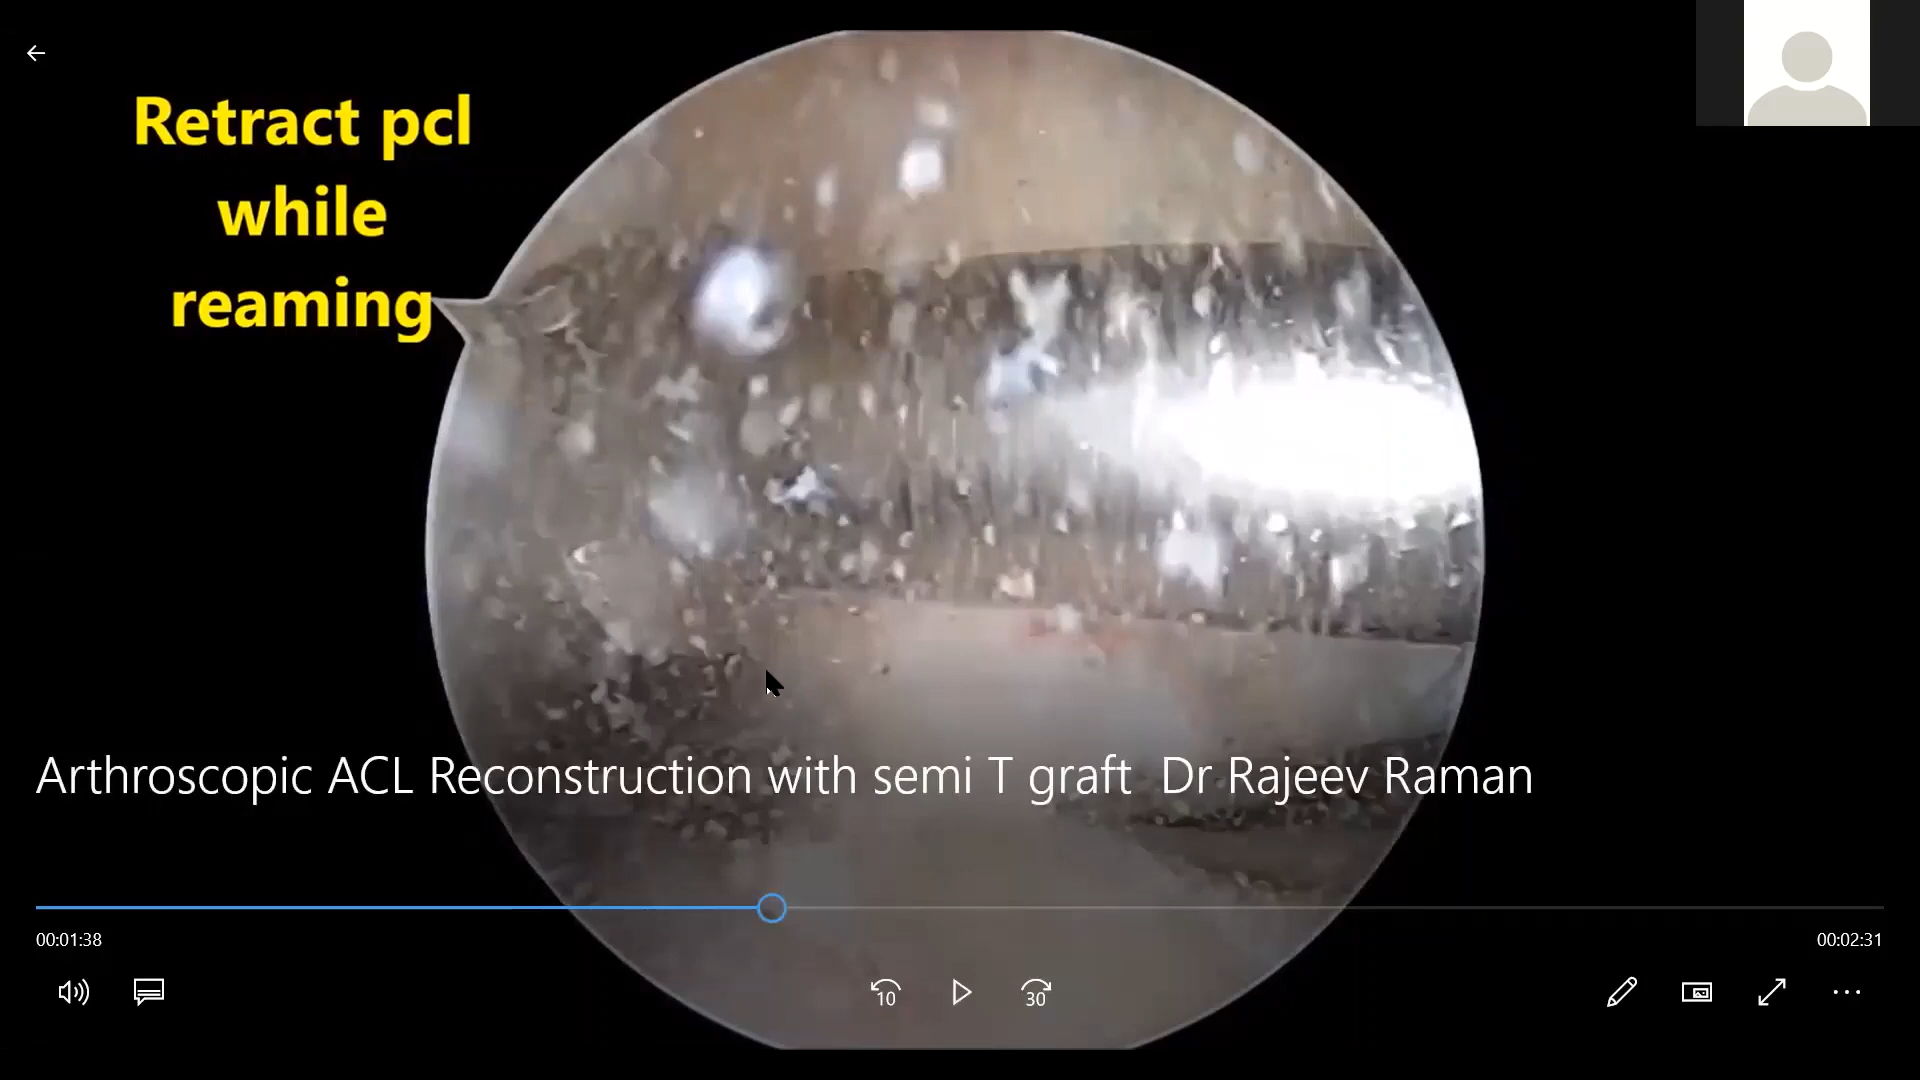 Retract pcl
while
reaming
Arthroscopic ACL Reconstruction with semi T graft  Dr Rajeev Raman
00:01:38
00:02:31
10
30